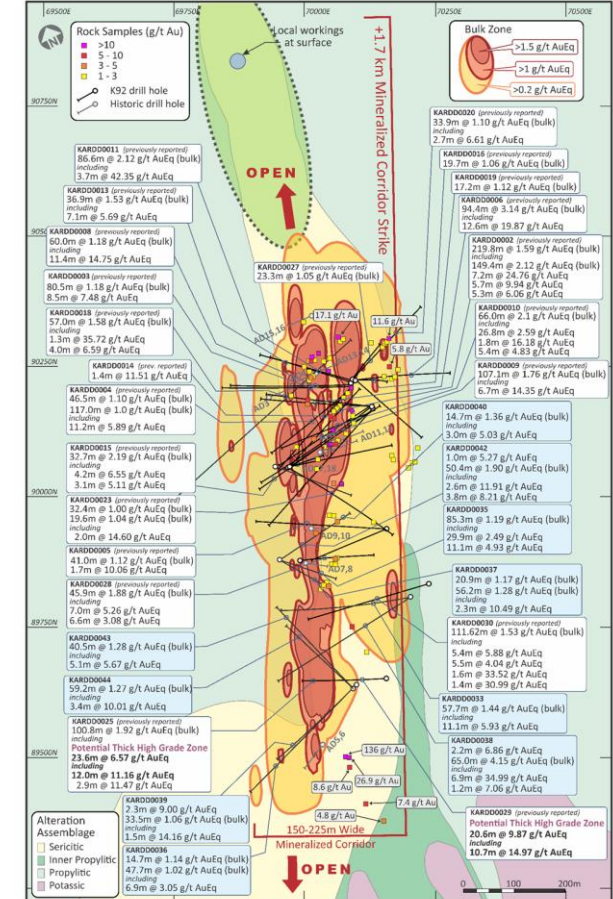 69500E
69750E
70000E
70250E
70500E
90750N
90500N
90250N
90000N
89750N
89500N
N
Rock Samples (g/t Au)
>10
5 - 10
3 - 5
1 - 3
K92 drill hole
Historic drill hole
Local workings
at surface
+1.7 km Mineralized Corridor Strike
Bulk Zone
>1.5 g/t AuEq
>1 g/t AuEq
>0.2 g/t AuEq
OPEN
KARDD0011 (previously reported)
86.6m @ 2.12 g/t AuEq (bulk)
including
3.7m @ 42.35 g/t AuEq
KARDD0013 (previously reported)
36.9m @ 1.53 g/t AuEq (bulk)
including
7.1m @ 5.69 g/t AuEq
KARDD0008 (previously reported)
60.0m @ 1.18 g/t AuEq (bulk)
including
11.4m @ 14.75 g/t AuEq
KARDD0003 (previously reported)
80.5m @ 1.18 g/t AuEq (bulk)
8.5m @ 7.48 g/t AuEq
KARDD0018 (previously reported)
57.0m @ 1.58 g/t AuEq (bulk)
1.3m @ 35.72 g/t AuEq
4.0m @ 6.59 g/t AuEq
KARDD0014 (prev. reported)
1.4m @ 11.51 g/t AuEq
KARDD0004 (previously reported)
46.5m @ 1.10 g/t AuEq (bulk)
117.0m @ 1.0 g/t AuEq (bulk)
including
11.2m @ 5.89 g/t AuEq
KARDD0015 (previously reported)
32.7m @ 2.19 g/t AuEq (bulk)
including
4.2m @ 6.55 g/t AuEq
3.1m @ 5.11 g/t AuEq
KARDD0023 (previously reported)
32.4m @ 1.00 g/t AuEq (bulk)
19.6m @ 1.04 g/t AuEq (bulk)
including
2.0m @ 14.60 g/t AuEq
KARDD0005 (previously reported)
41.0m @ 1.12 g/t AuEq (bulk)
1.7m @ 10.06 g/t AuEq
KARDD0028 (previously reported)
45.9m @ 1.88 g/t AuEq (bulk)
including
7.0m @ 5.26 g/t AuEq
6.6m @ 3.08 g/t AuEq
KARDD0043
40.5m @ 1.28 g/t AuEq (bulk)
including
5.1m @ 5.67 g/t AuEq
KARDD0044
59.2m @ 1.27 g/t AuEq (bulk)
including
3.4m @ 10.01 g/t AuEq
KARDD0025 (previously reported)
100.8m @ 1.92 g/t AuEq (bulk)
including
Potential Thick High Grade Zone
23.6m @ 6.57 g/t AuEq
including
12.0m @ 11.16 g/t AuEq
2.9m @ 11.47 g/t AuEq
KARDD0039
2.3m @ 9.00 g/t AuEq
33.5m @ 1.06 g/t AuEq (bulk)
including
1.5m @ 14.16 g/t AuEq
KARDD0036
14.7m @ 1.14 g/t AuEq (bulk)
47.7m @ 1.02 g/t AuEq (bulk)
including
6.9m @ 3.05 g/t AuEq
KARDD0027 (previously reported)
23.3m @ 1.05 g/t AuEq (bulk)
17.1 g/t Au
11.6 g/t Au
5.8 g/t Au
AD15,16
AD9,10
AD7,8
AD5,6
136 g/t Au
26.9 g/t Au
8.6 g/t Au
7.4 g/t Au
4.8 g/t Au
KARDD0020 (previously reported)
33.9m @ 1.10 g/t AuEq (bulk)
including
2.7m @ 6.61 g/t AuEq
KARDD0016 (previously reported)
19.7m @ 1.06 g/t AuEq (bulk)
KARDD0019 (previously reported)
17.2m @ 1.12 g/t AuEq (bulk)
KARDD0006 (previously reported)
94.4m @ 3.14 g/t AuEq (bulk)
including
12.6m @ 19.87 g/t AuEq
KARDD0002 (previously reported)
219.8m @ 1.59 g/t AuEq (bulk)
including
149.4m @ 2.12 g/t AuEq (bulk)
7.2m @ 24.76 g/t AuEq
5.7m @ 9.94 g/t AuEq
5.3m @ 6.06 g/t AuEq
KARDD0010 (previously reported)
66.0m @ 2.1 g/t AuEq (bulk)
including
26.8m @ 2.59 g/t AuEq
1.8m @ 16.18 g/t AuEq
5.4m @ 4.83 g/t AuEq
KARDD0009 (previously reported)
107.1m @ 1.76 g/t AuEq (bulk)
including
6.7m @ 14.35 g/t AuEq
KARDD0040
14.7m @ 1.36 g/t AuEq (bulk)
including
3.0m @ 5.03 g/t AuEq
KARDD0042
1.0m @ 5.27 g/t AuEq
50.4m @ 1.90 g/t AuEq (bulk)
including
2.6m @ 11.91 g/t AuEq
3.8m @ 8.21 g/t AuEq
KARDD0035
85.3m @ 1.19 g/t AuEq (bulk)
including
29.9m @ 2.49 g/t AuEq
11.1m @ 4.93 g/t AuEq
KARDD0037
20.9m @ 1.17 g/t AuEq (bulk)
56.2m @ 1.28 g/t AuEq (bulk)
including
2.3m @ 10.49 g/t AuEq
KARDD0030 (previously reported)
111.62m @ 1.53 g/t AuEq (bulk)
including
5.4m @ 5.88 g/t AuEq
5.5m @ 4.04 g/t AuEq
1.6m @ 33.52 g/t AuEq
1.4m @ 30.99 g/t AuEq
KARDD0033
57.7m @ 1.44 g/t AuEq (bulk)
including
11.1m @ 5.93 g/t AuEq
KARDD0038
2.2m @ 6.86 g/t AuEq
65.0m @ 4.15 g/t AuEq (bulk)
including
6.9m @ 34.99 g/t AuEq
1.2m @ 7.06 g/t AuEq
KARDD0029 (previously reported)
Potential Thick High Grade Zone
20.6m @ 9.87 g/t AuEq
including
10.7m @ 14.97 g/t AuEq
150-225m Wide
Mineralized Corridor
OPEN
Alteration
Assemblage
Sericitic
Inner Propylitic
Propylitic
Potassic
0
100
200m